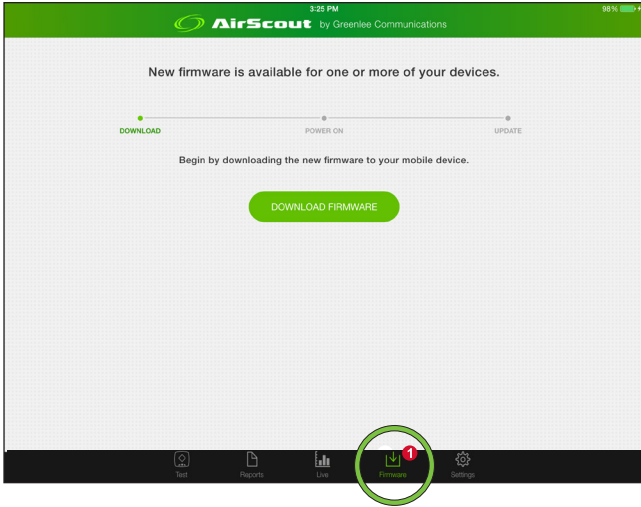 3:25 PM
98%
AirScout by Greenlee Communications
New firmware is available for one or more of your devices.
DOWNLOAD
POWER ON
UPDATE
Begin by downloading the new firmware to your mobile device.
DOWNLOAD FIRMWARE
1
Test
Reports
Live
Firmware
Settings